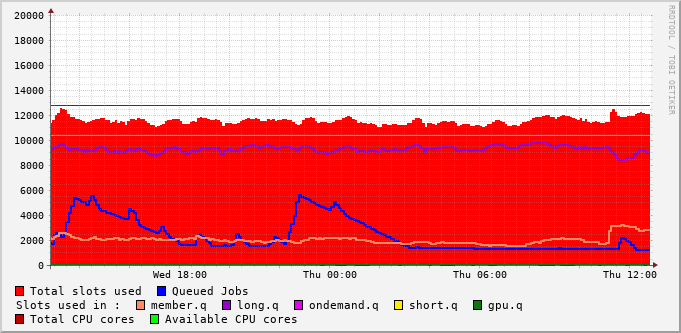 20000
18000
16000
14000
12000
10000
8000
6000
4000
2000
0
Wed 18:00 Thu 00:00 Thu 06:00 Thu 12:00
RRDTOOL / TOBI OETIKER
Total slots used Queued Jobs
Slots used in : member.q long.q ondemand.q short.q gpu.q
Total CPU cores Available CPU cores